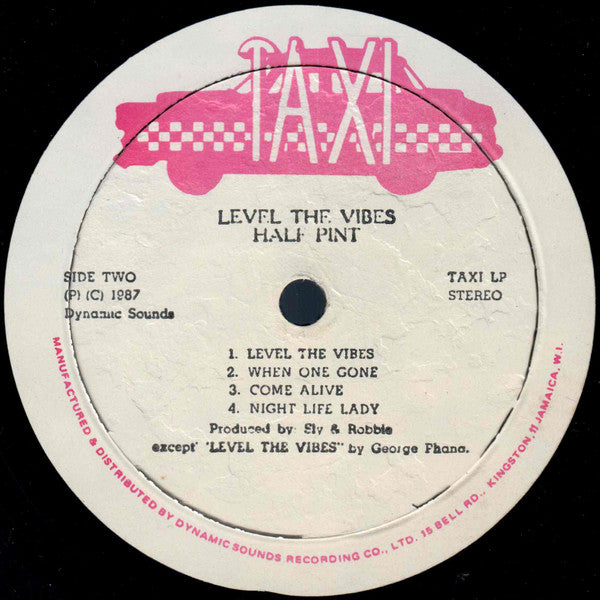 TAXI
LEVEL THE VIBES
HALF PINT
SIDE TWO
(P) (C) 1987
Dynamic Sounds
TAXI LP
STEREO
1. LEVEL THE VIBES
2. WHEN ONE GONE
3. COME ALIVE
4. NIGHT LIFE LADY
Produced by: Sly & Robbie
except "LEVEL THE VIBES" by George Phang.
MANUFACTURED & DISTRIBUTED BY DYNAMIC SOUNDS RECORDING CO., LTD. 15 BELL RD., KINGSTON, 11 JAMAICA, W.I.